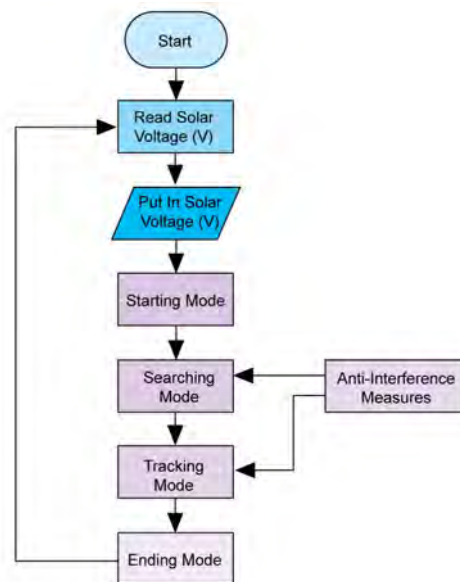 Start
Read Solar
Voltage (V)
Put In Solar
Voltage (V)
Starting Mode
Searching
Mode
Anti-Interference
Measures
Tracking
Mode
Ending Mode